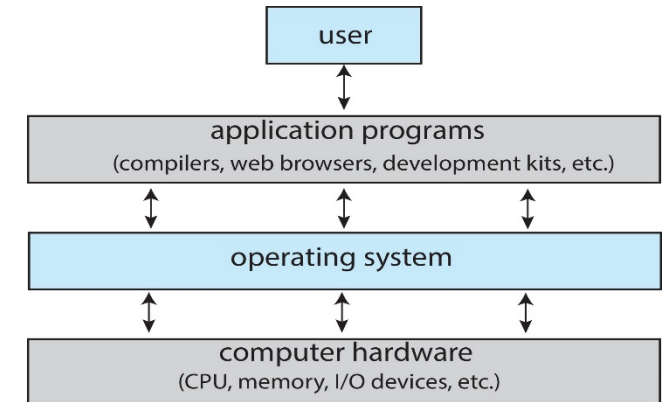 user
application programs
(compilers, web browsers, development kits, etc.)
operating system
computer hardware
(CPU, memory, I/O devices, etc.)